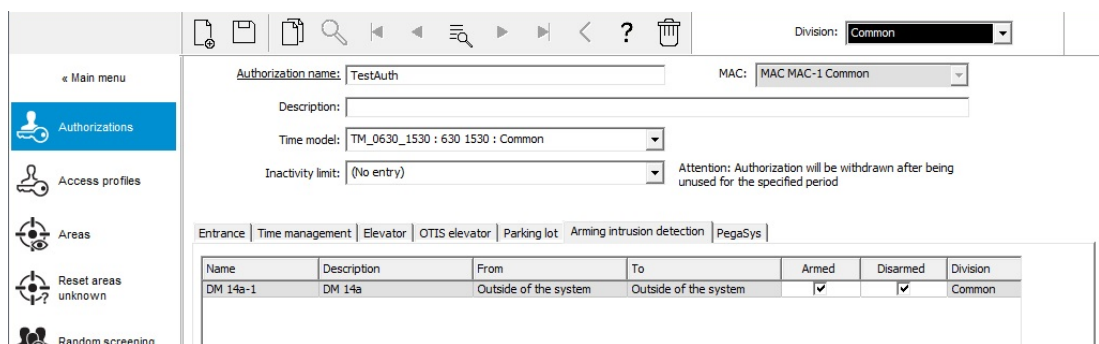 Division: Common
« Main menu
Authorizations
Access profiles
Areas
Reset areas
unknown
Random screening
Authorization name: TestAuth
MAC: MAC MAC-1 Common
Description:
Time model: TM_0630_1530 : 630 1530 : Common
Inactivity limit: (No entry)
Attention: Authorization will be withdrawn after being
unused for the specified period
Entrance Time management Elevator OTIS elevator Parking lot Arming intrusion detection PegaSys
Name Description From To Armed Disarmed Division
DM 14a-1 DM 14a Outside of the system Outside of the system Common